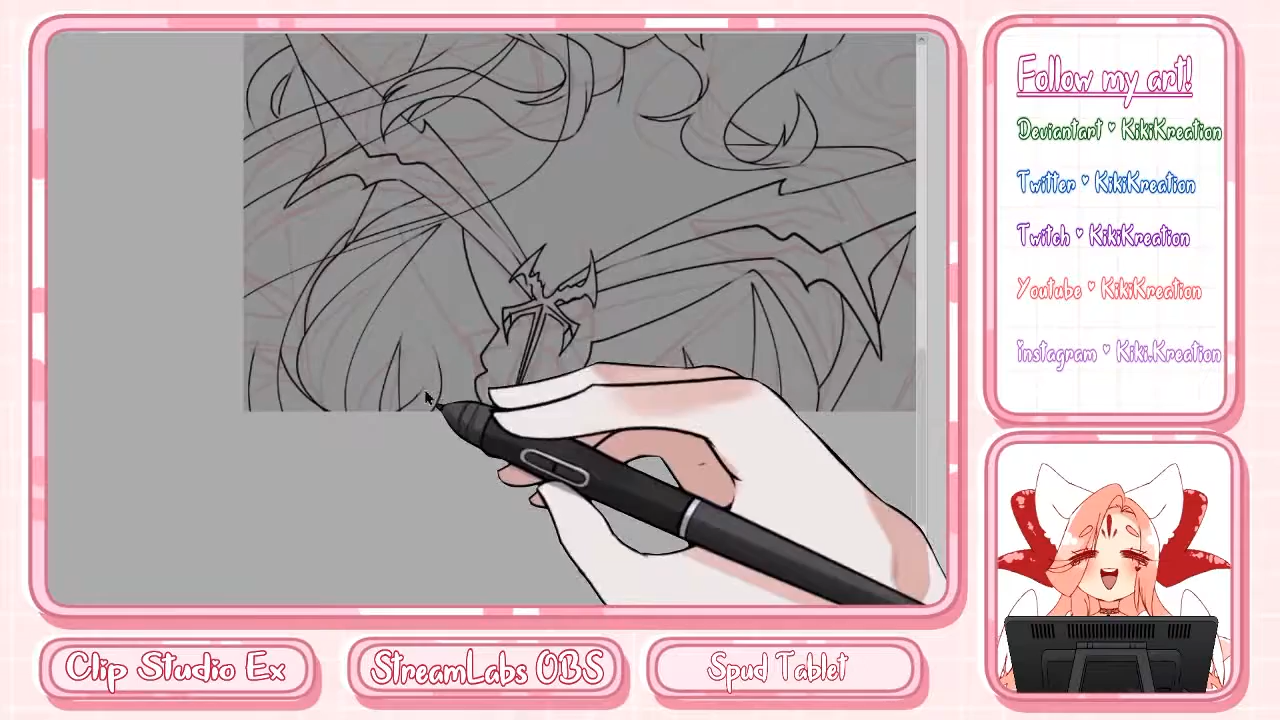 Follow my art!
Deviantart ♥ KikiKreation
Twitter ♥ KikiKreation
Twitch ♥ KikiKreation
Youtube ♥ KikiKreation
instagram ♥ Kiki.Kreation
Clip Studio Ex
StreamLabs OBS
Spud Tablet